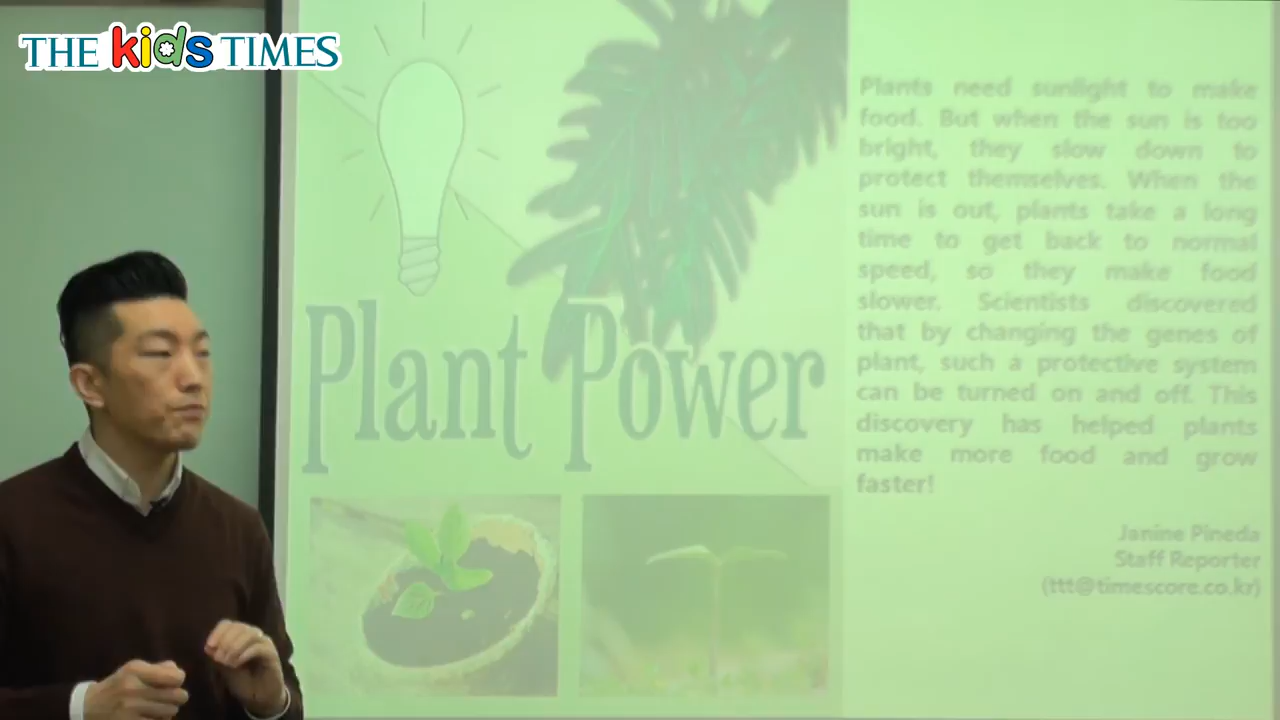 THE kids TIMES
Plant Power
Plants need sunlight to make
food. But when the sun is too
bright, they slow down to
protect themselves. When the
sun is out, plants take a long
time to get back to normal
speed, so they make food
slower. Scientists discovered
that by changing the genes of
plant, such a protective system
can be turned on and off. This
discovery has helped plants
make more food and grow
faster!
Janine Pineda
Staff Reporter
(ttt@timescore.co.kr)